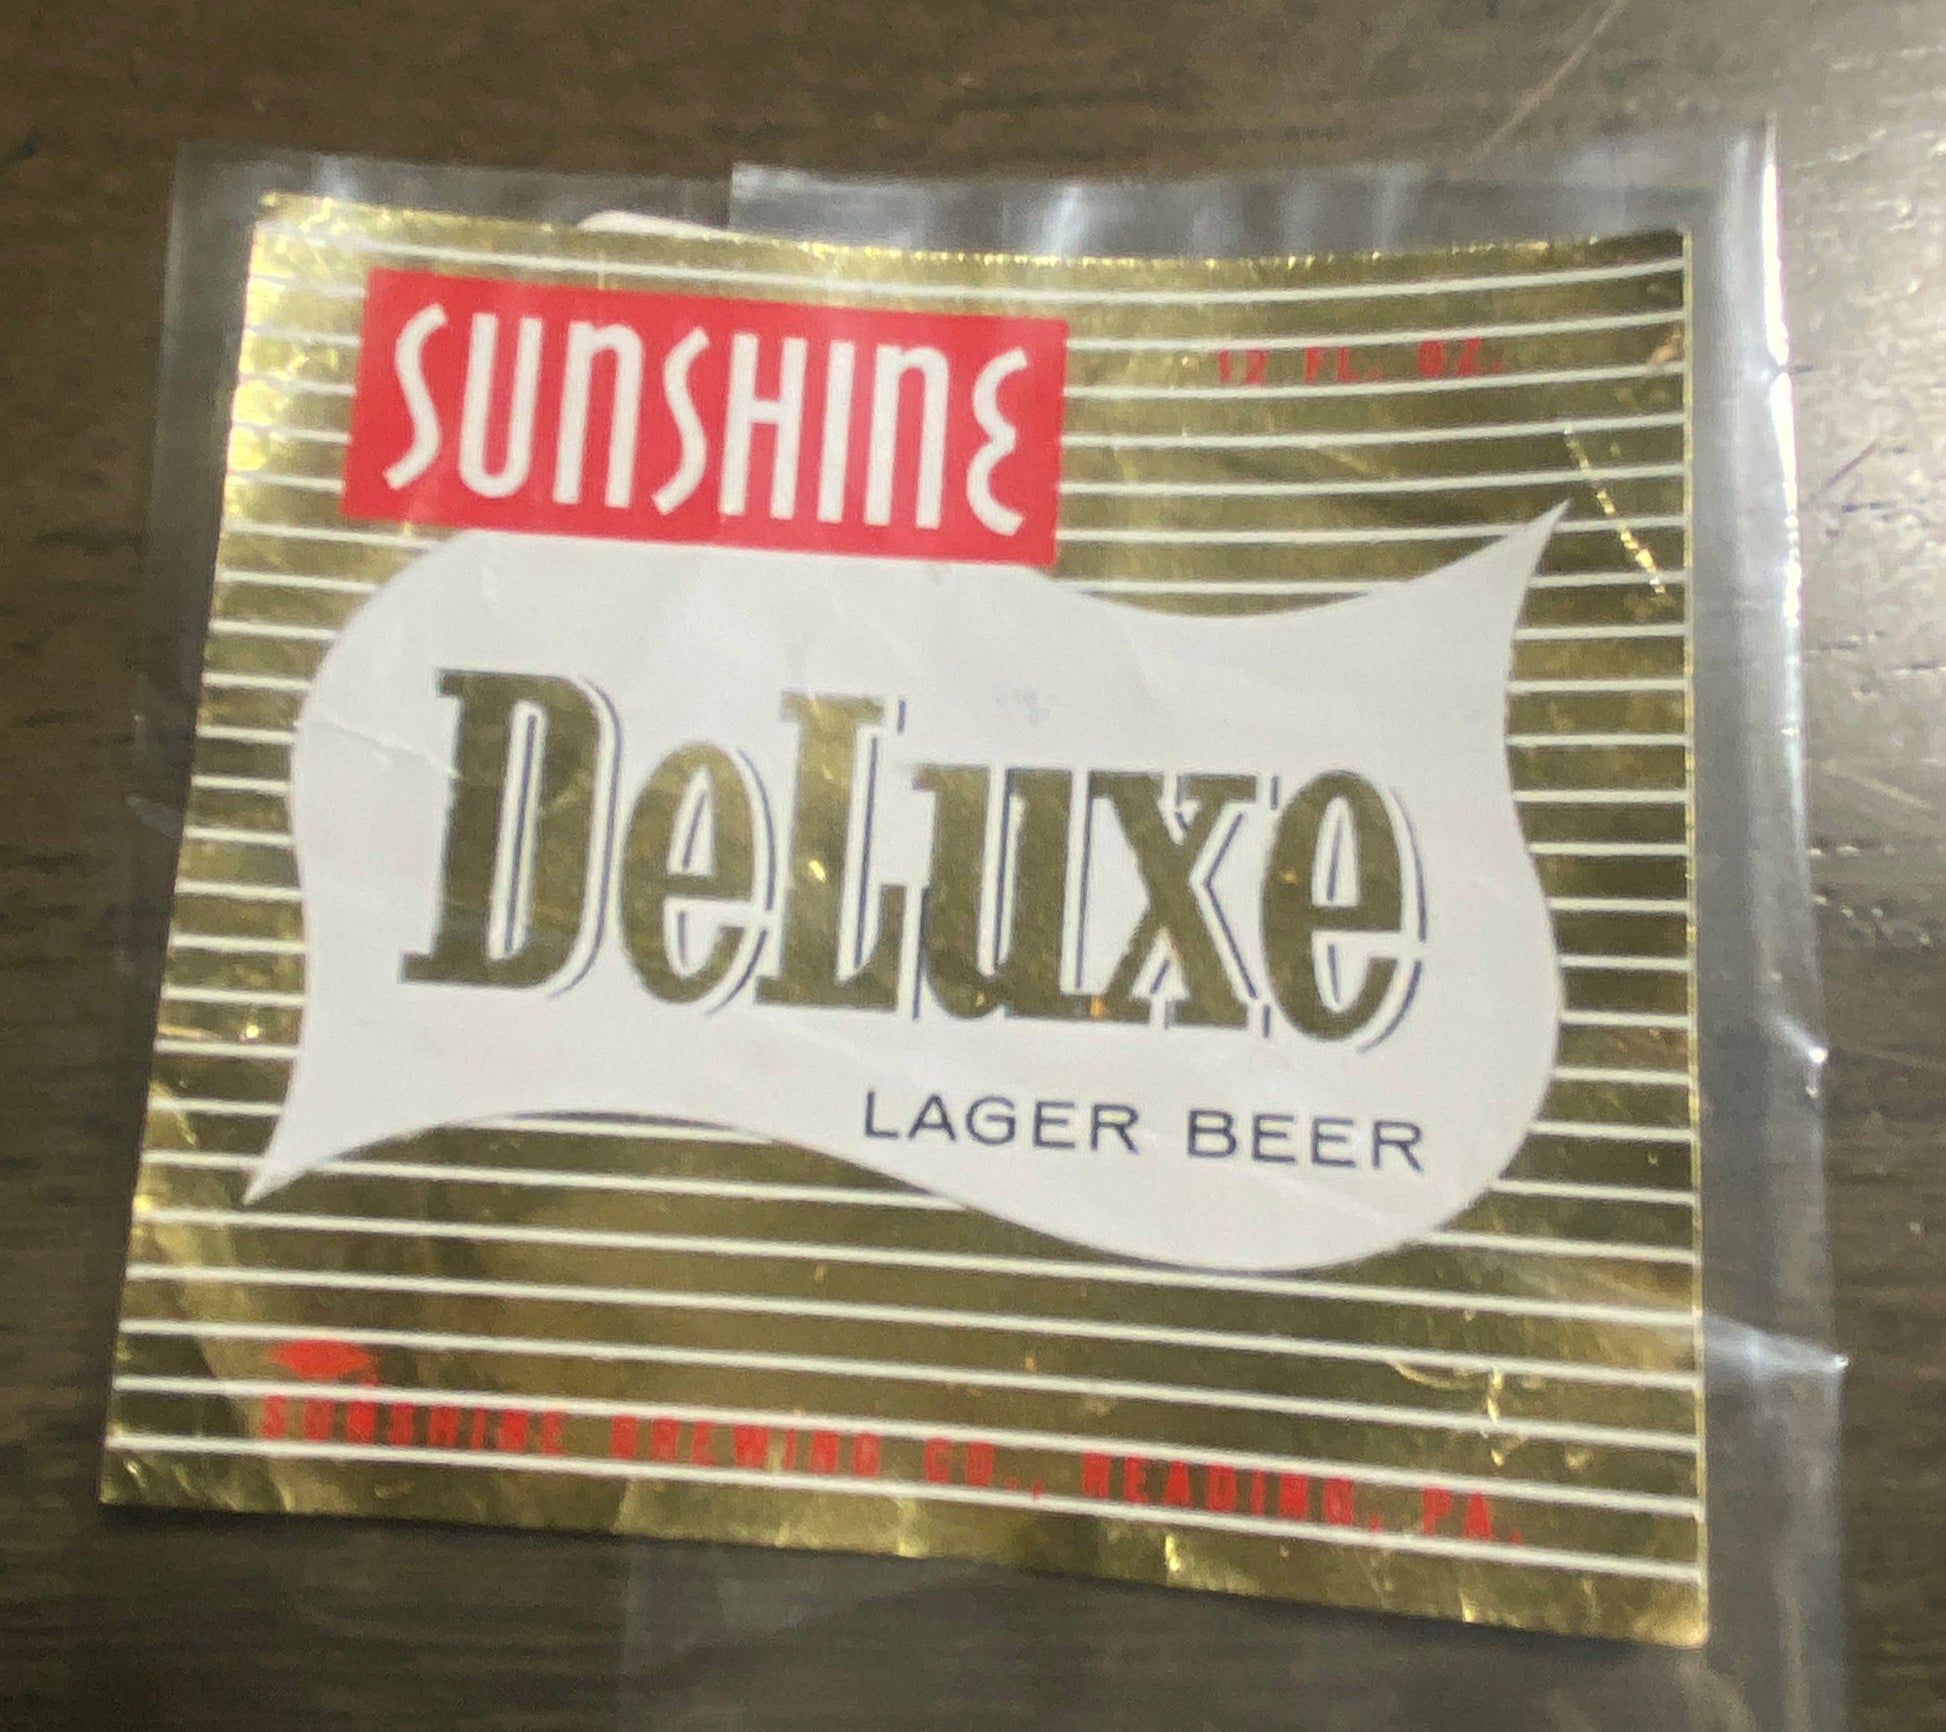 SUNSHINE
12 FL. OZ.
DeLuxe
LAGER BEER
SUNSHINE BREWING CO., READING, PA.